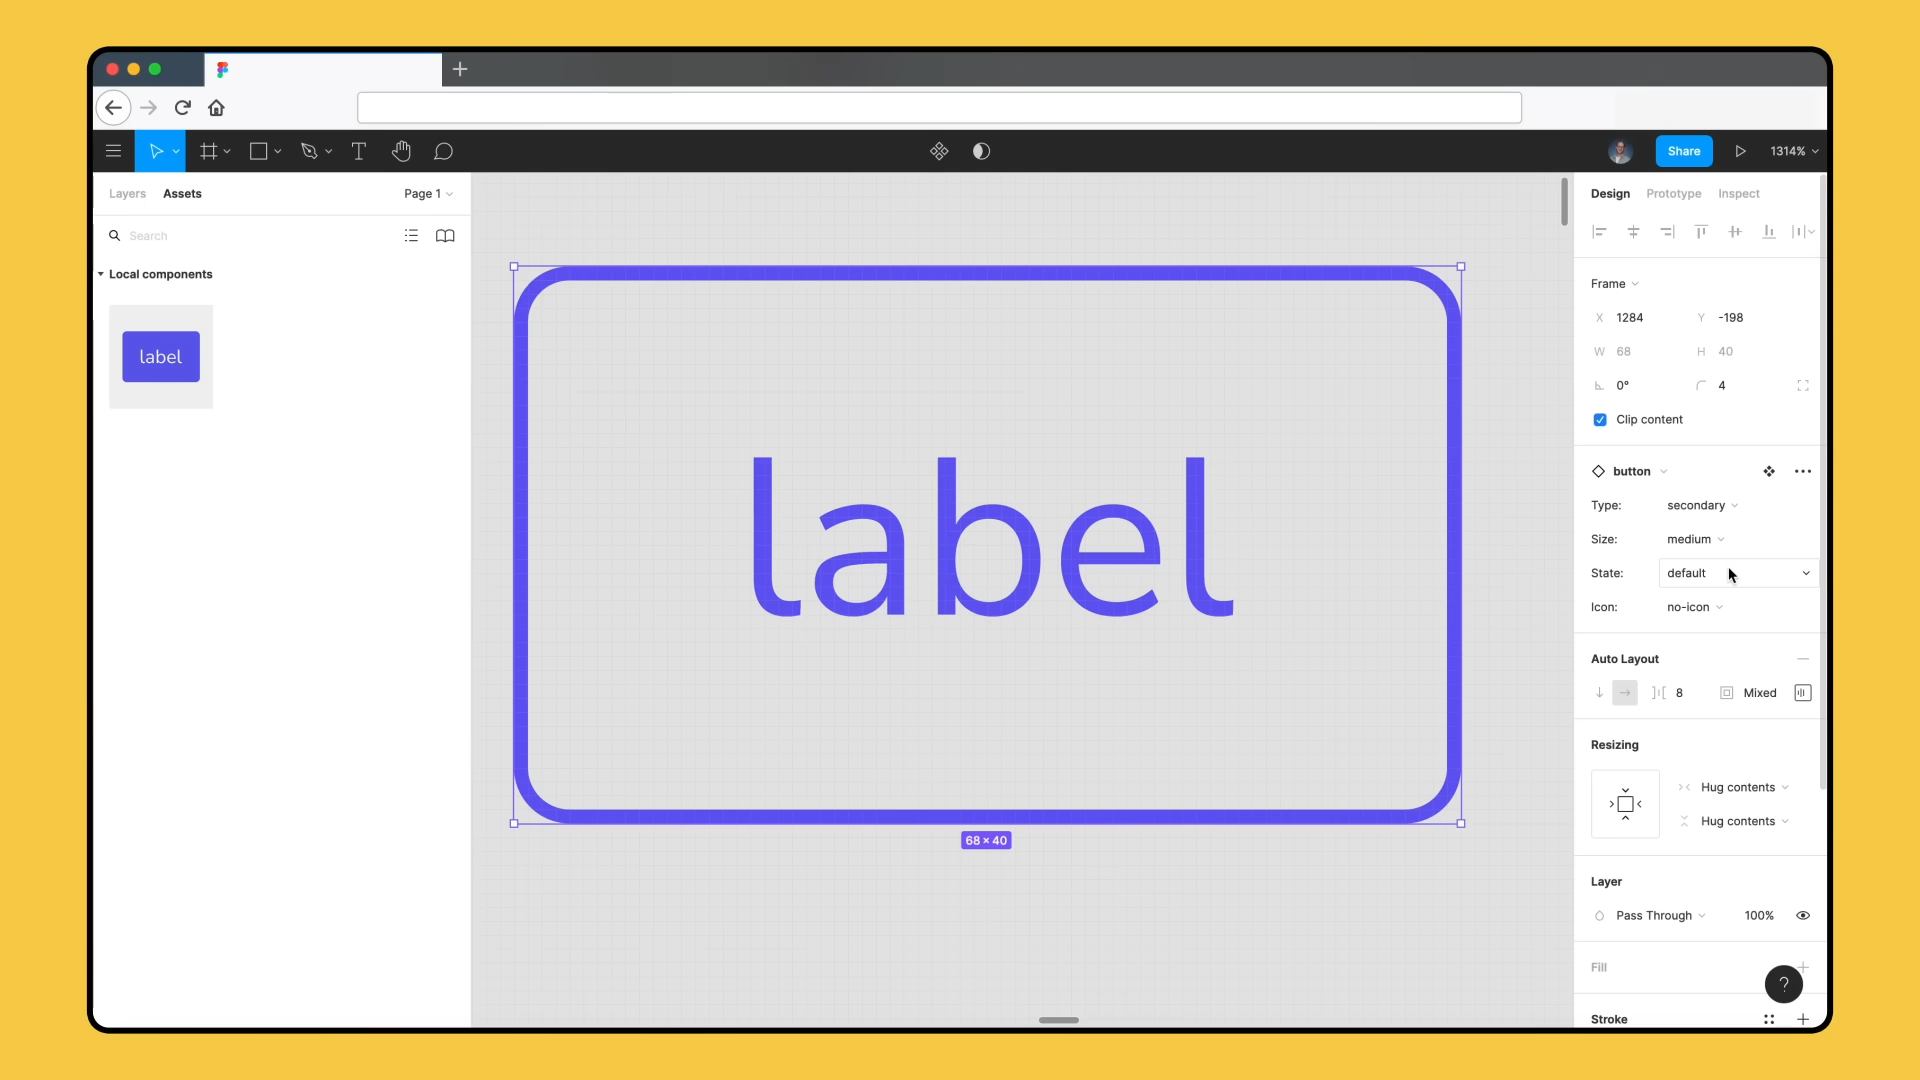 Share
1314%
Layers
Assets
Page 1
Search
Local components
label
label
68 × 40
Design
Prototype
Inspect
Frame
X 1284
Y -198
W 68
H 40
0°
4
Clip content
button
Type: secondary
Size: medium
State: default
Icon: no-icon
Auto Layout
8
Mixed
Resizing
Hug contents
Hug contents
Layer
Pass Through
100%
Fill
?
Stroke